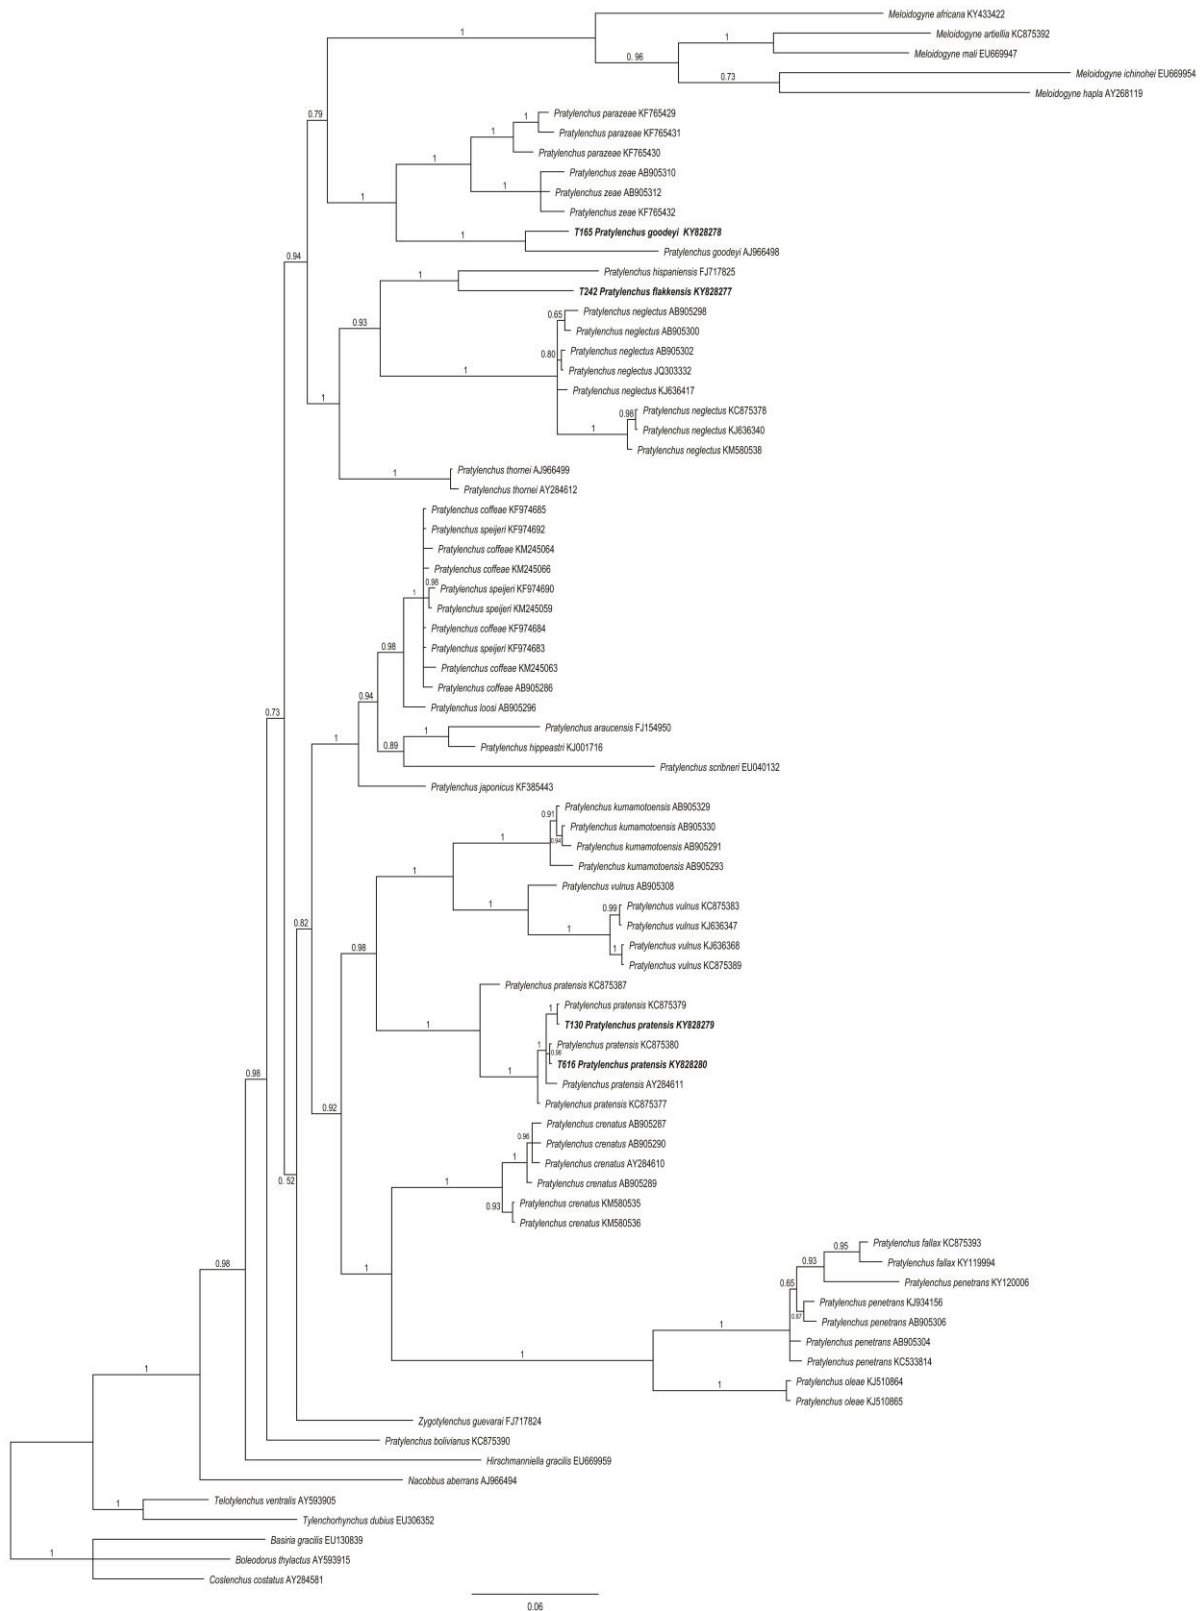 Meloidogyne africana KY433422
1
Meloidogyne artiellia KC875392
1
0. 96
Meloidogyne mali EU669947
Meloidogyne ichinohei EU669954
0.73
Meloidogyne hapla AY268119
0.79
Pratylenchus parazeae KF765429
1
Pratylenchus parazeae KF765431
1
Pratylenchus parazeae KF765430
1
Pratylenchus zeae AB905310
1
Pratylenchus zeae AB905312
1
Pratylenchus zeae KF765432
T165 Pratylenchus goodeyi KY828278
1
Pratylenchus goodeyi AJ966498
0.94
Pratylenchus hispaniensis FJ717825
1
T242 Pratylenchus flakkensis KY828277
Pratylenchus neglectus AB905298
0.65
0.93
Pratylenchus neglectus AB905300
Pratylenchus neglectus AB905302
0.80
Pratylenchus neglectus JQ303332
1
Pratylenchus neglectus KJ636417
1
Pratylenchus neglectus KC875378
0.98
Pratylenchus neglectus KJ636340
1
Pratylenchus neglectus KM580538
Pratylenchus thornei AJ966499
1
Pratylenchus thornei AY284612
Pratylenchus coffeae KF974685
Pratylenchus speijeri KF974692
Pratylenchus coffeae KM245064
Pratylenchus coffeae KM245066
0.98
Pratylenchus speijeri KF974690
1
Pratylenchus speijeri KM245059
Pratylenchus coffeae KF974684
Pratylenchus speijeri KF974683
0.98
Pratylenchus coffeae KM245063
Pratylenchus coffeae AB905286
0.94
Pratylenchus loosi AB905296
0.73
Pratylenchus araucensis FJ154950
1
1
0.89
Pratylenchus hippeastri KJ001716
Pratylenchus scribneri EU040132
Pratylenchus japonicus KF385443
Pratylenchus kumamotoensis AB905329
0.91
Pratylenchus kumamotoensis AB905330
1
0.94
Pratylenchus kumamotoensis AB905291
Pratylenchus kumamotoensis AB905293
1
Pratylenchus vulnus AB905308
1
Pratylenchus vulnus KC875383
0.99
0.82
Pratylenchus vulnus KJ636347
1
Pratylenchus vulnus KJ636368
0.98
1
Pratylenchus vulnus KC875389
Pratylenchus pratensis KC875387
Pratylenchus pratensis KC875379
1
T130 Pratylenchus pratensis KY828279
1
Pratylenchus pratensis KC875380
1
T616 Pratylenchus pratensis KY828280
0.98
1
Pratylenchus pratensis AY284611
Pratylenchus pratensis KC875377
0.92
Pratylenchus crenatus AB905287
0.96
Pratylenchus crenatus AB905290
1
Pratylenchus crenatus AY284610
0. 52
1
Pratylenchus crenatus AB905289
Pratylenchus crenatus KM580535
0.93
Pratylenchus crenatus KM580536
Pratylenchus fallax KC875393
0.95
Pratylenchus fallax KY119994
0.93
0.98
1
Pratylenchus penetrans KY120006
0.65
Pratylenchus penetrans KJ934156
0.87
Pratylenchus penetrans AB905306
1
Pratylenchus penetrans AB905304
1
Pratylenchus penetrans KC533814
1
Pratylenchus oleae KJ510864
1
Pratylenchus oleae KJ510865
Zygotylenchus guevarai FJ717824
Pratylenchus bolivianus KC875390
Hirschmanniella gracilis EU669959
Nacobbus aberrans AJ966494
Telotylenchus ventralis AY593905
1
Tylenchorhynchus dubius EU306352
Basiria gracilis EU130839
1
Boleodorus thylactus AY593915
Coslenchus costatus AY284581
0.06